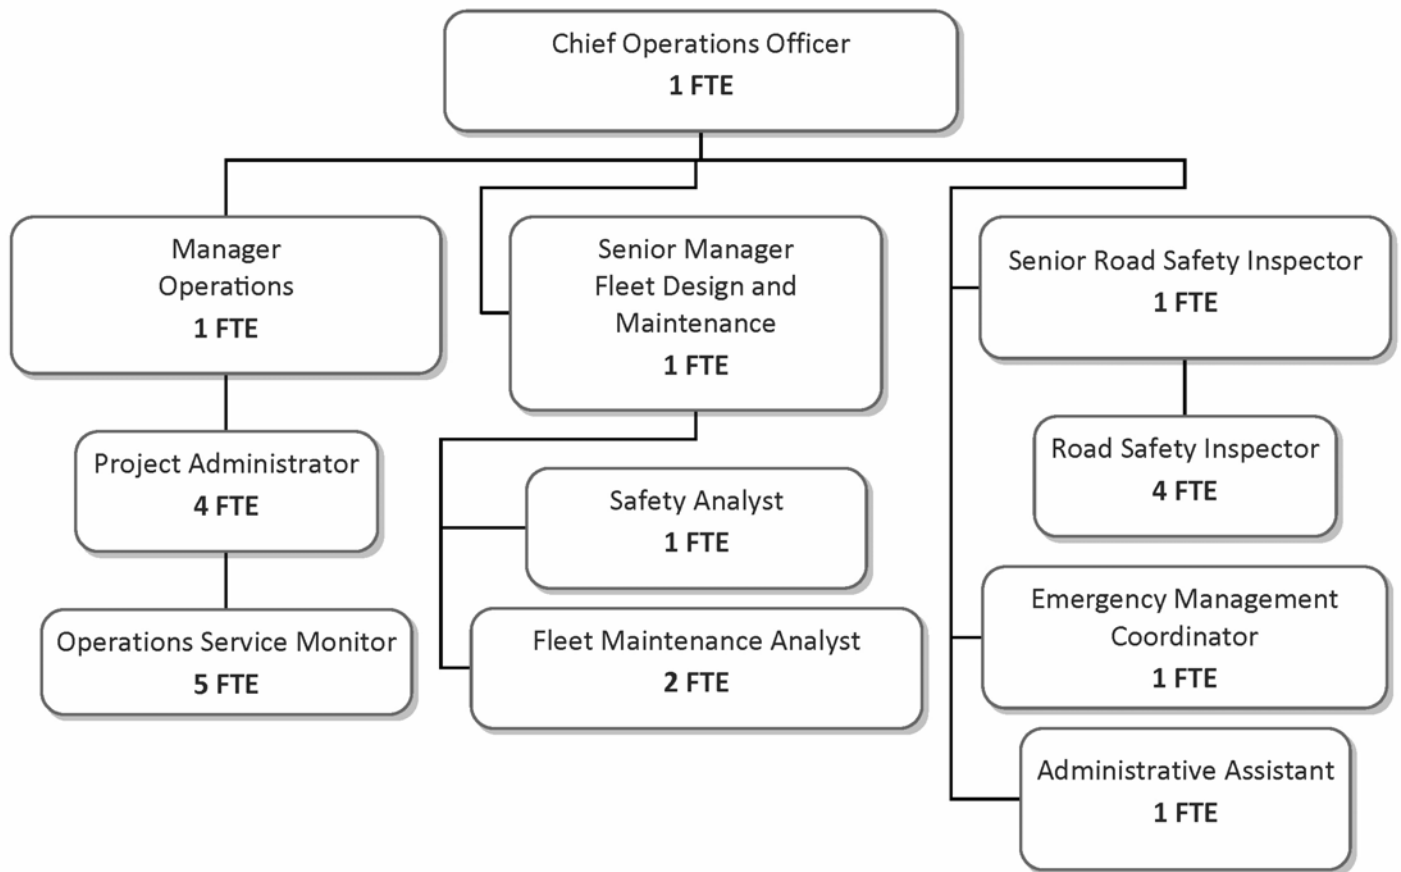 Chief Operations Officer
1 FTE
Manager
Operations
1 FTE
Project Administrator
4 FTE
Operations Service Monitor
5 FTE
Senior Manager
Fleet Design and
Maintenance
1 FTE
Safety Analyst
1 FTE
Fleet Maintenance Analyst
2 FTE
Senior Road Safety Inspector
1 FTE
Road Safety Inspector
4 FTE
Emergency Management
Coordinator
1 FTE
Administrative Assistant
1 FTE